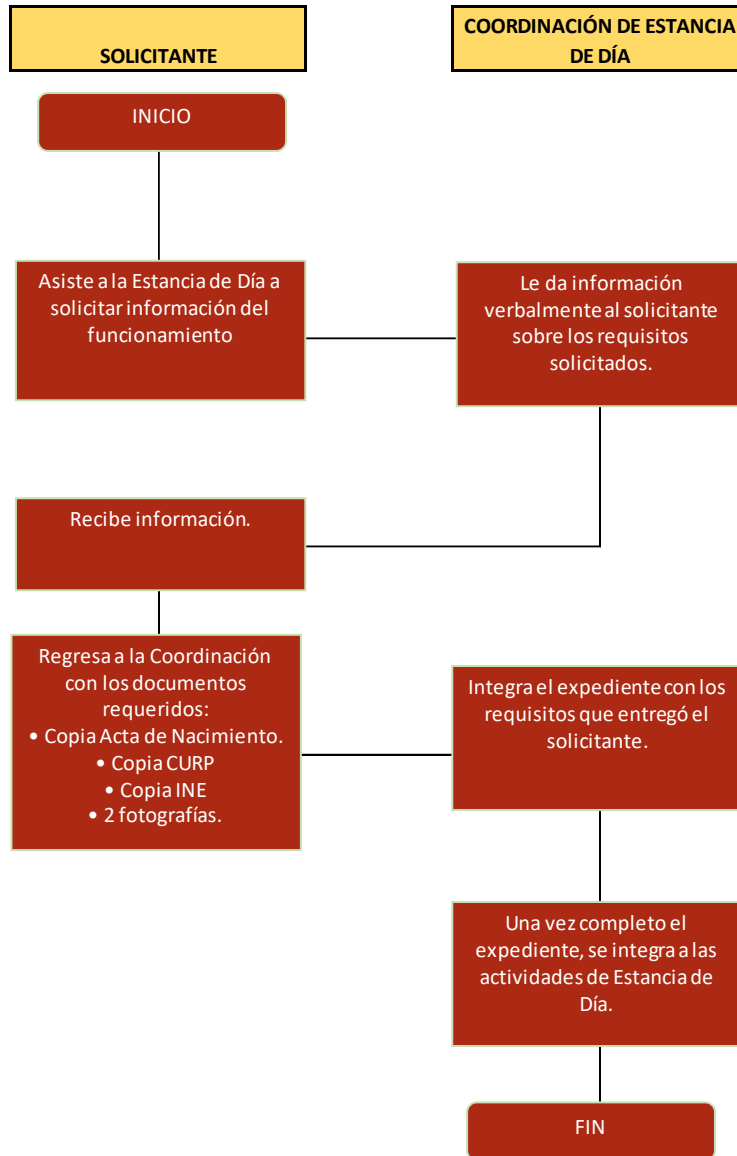 SOLICITANTE
COORDINACIÓN DE ESTANCIA
DE DÍA
INICIO
Asiste a la Estancia de Día a
solicitar información del
funcionamiento
Le da información
verbalmente al solicitante
sobre los requisitos
solicitados.
Recibe información.
Regresa a la Coordinación
con los documentos
requeridos:
• Copia Acta de Nacimiento.
• Copia CURP
• Copia INE
• 2 fotografías.
Integra el expediente con los
requisitos que entregó el
solicitante.
Una vez completo el
expediente, se integra a las
actividades de Estancia de
Día.
FIN